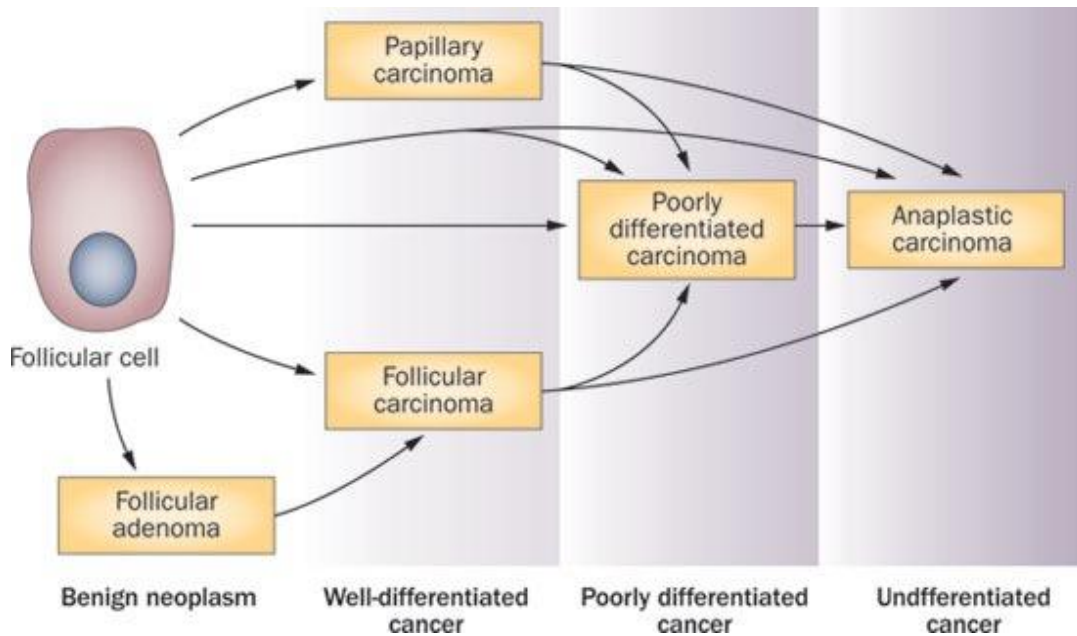 Papillary
carcinoma
Poorly
differentiated
carcinoma
Anaplastic
carcinoma
Follicular cell
Follicular
carcinoma
Follicular
adenoma
Benign neoplasm
Well-differentiated
cancer
Poorly differentiated
cancer
Undfferentiated
cancer